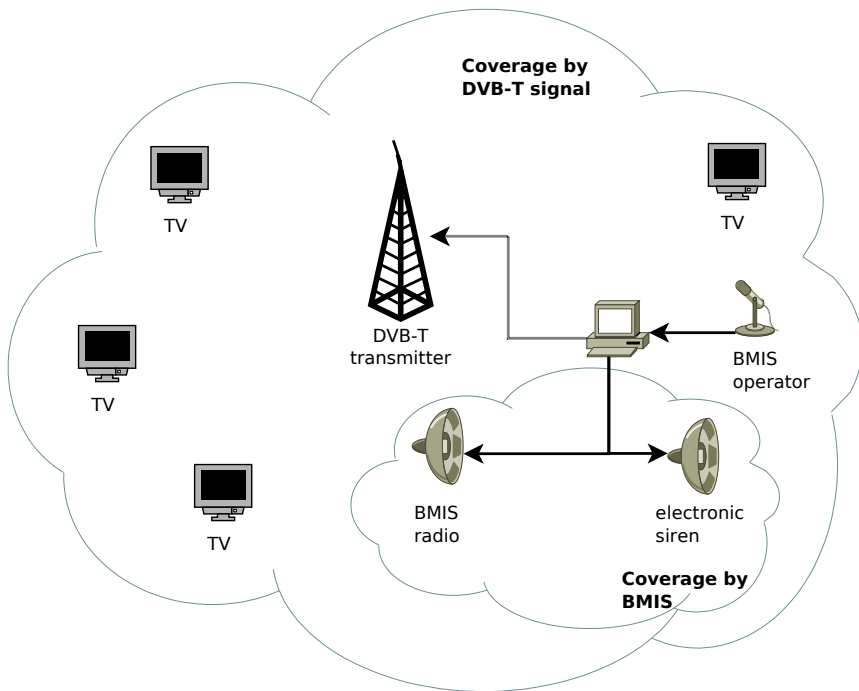 Coverage by
DVB-T signal
TV
TV
DVB-T
transmitter
BMIS
operator
TV
BMIS
radio
electronic
siren
TV
Coverage by
BMIS